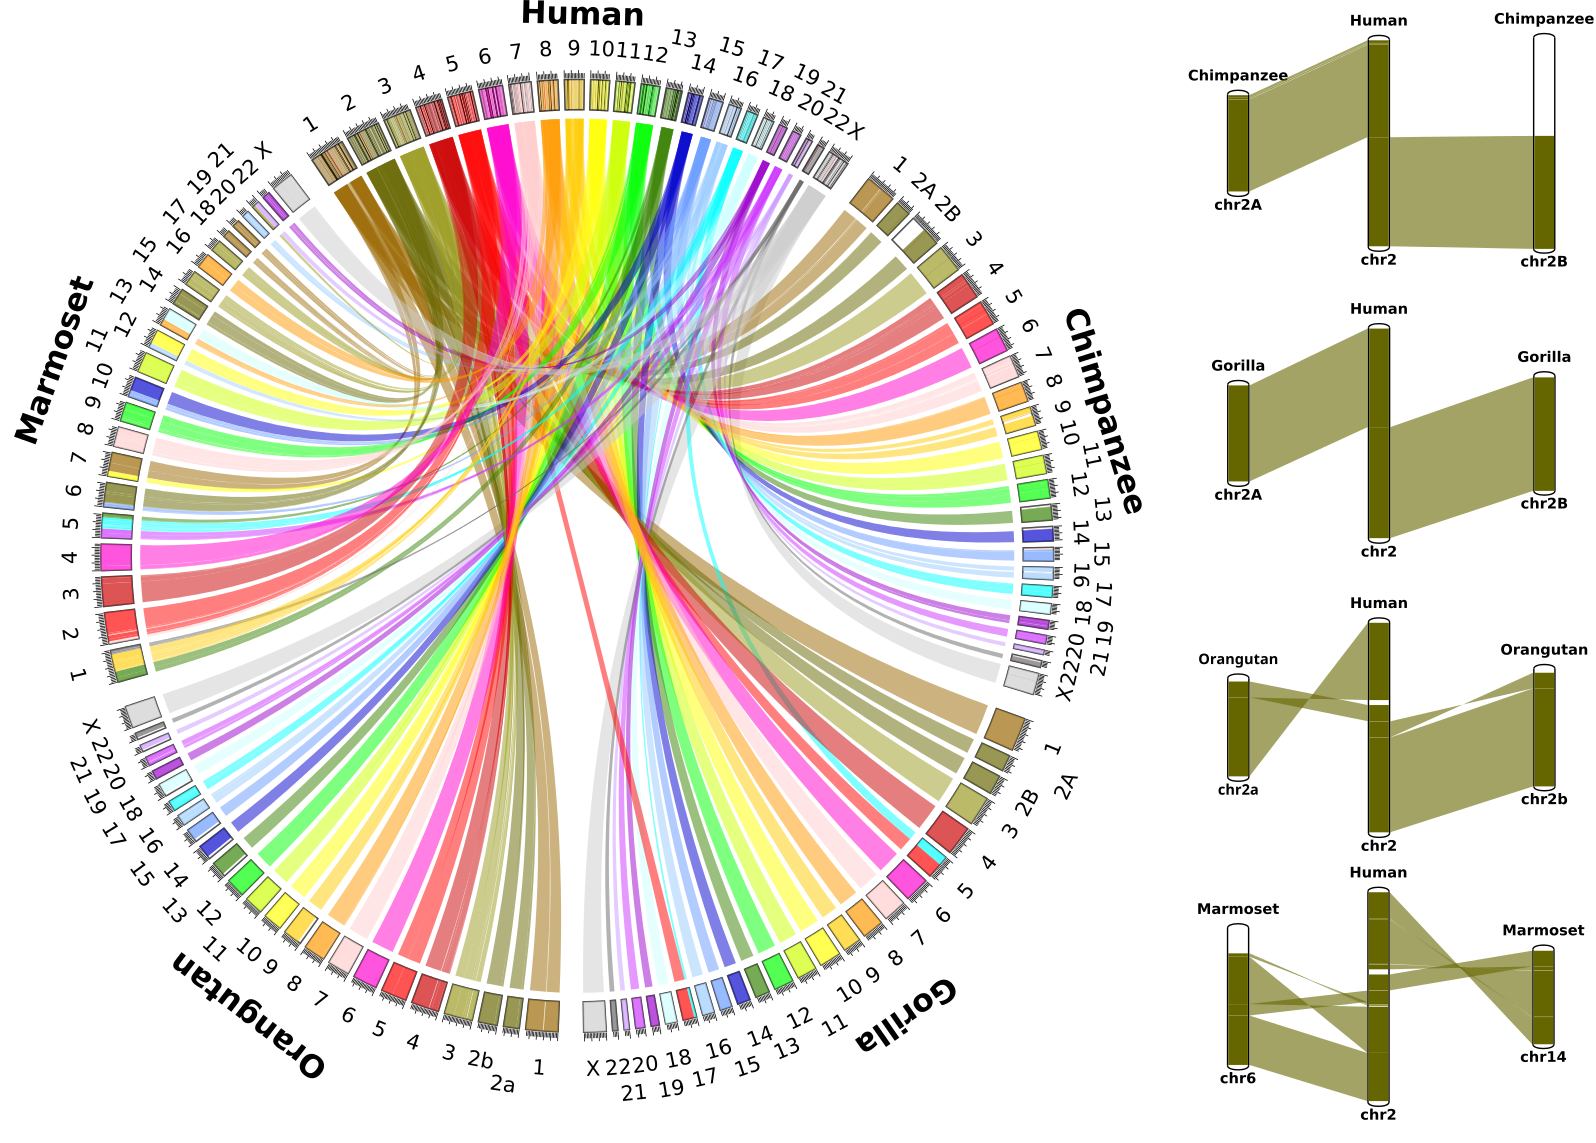 Human
1 2 3 4 5 6 7 8 9 10 11 12 13 14 15 16 17 18 19 20 21 22 X
Chimpanzee
1 2A 2B 3 4 5 6 7 8 9 10 11 12 13 14 15 16 17 18 19 20 21 22 X
Gorilla
1 2A 2B 3 4 5 6 7 8 9 10 11 12 13 14 15 16 17 18 19 20 21 22 X
Orangutan
1 2a 2b 3 4 5 6 7 8 9 10 11 12 13 14 15 16 17 18 19 20 21 22 X
Marmoset
1 2 3 4 5 6 7 8 9 10 11 12 13 14 15 16 17 18 19 20 21 22 X
Human
Chimpanzee
Chimpanzee
chr2A
chr2
chr2B
Human
Gorilla
Gorilla
chr2A
chr2B
chr2
Human
Orangutan
Orangutan
chr2a
chr2b
chr2
Human
Marmoset
Marmoset
chr14
chr6
chr2